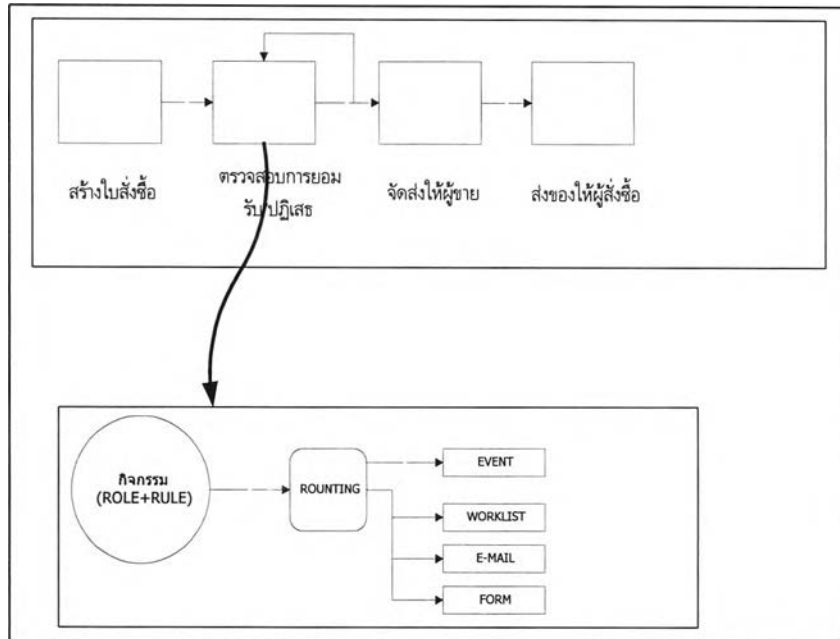 สร้างใบสั่งซื้อ
ตรวจสอบการยอม
รับ/ปฏิเสธ
จัดส่งให้ผู้ขาย
ส่งของให้ผู้สั่งซื้อ
กิจกรรม
(ROLE+RULE)
ROUNTING
EVENT
WORKLIST
E-MAIL
FORM